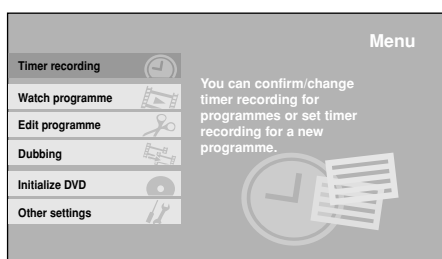 Menu
Timer recording
Watch programme
Edit programme
Dubbing
Initialize DVD
Other settings
You can confirm/change
timer recording for
programmes or set timer
recording for a new
programme.